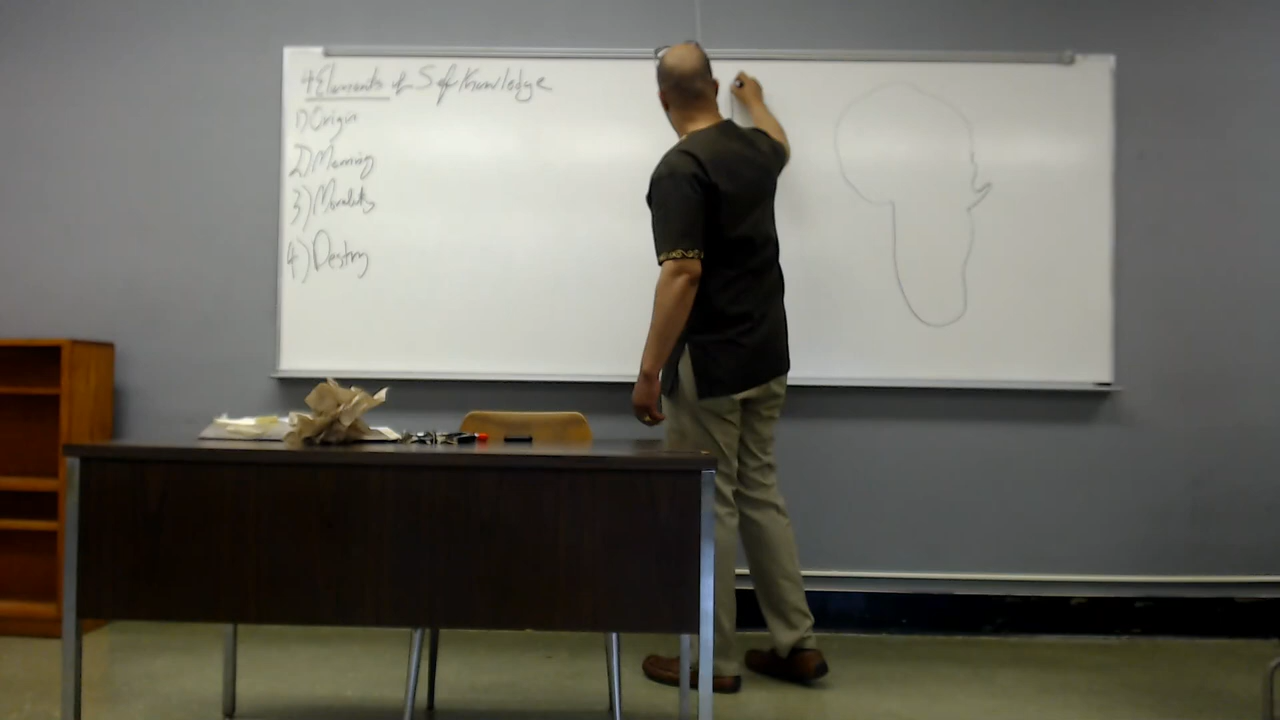 4 Elements of Self Knowledge
1) Origin
2) Meaning
3) Morality
4) Destiny